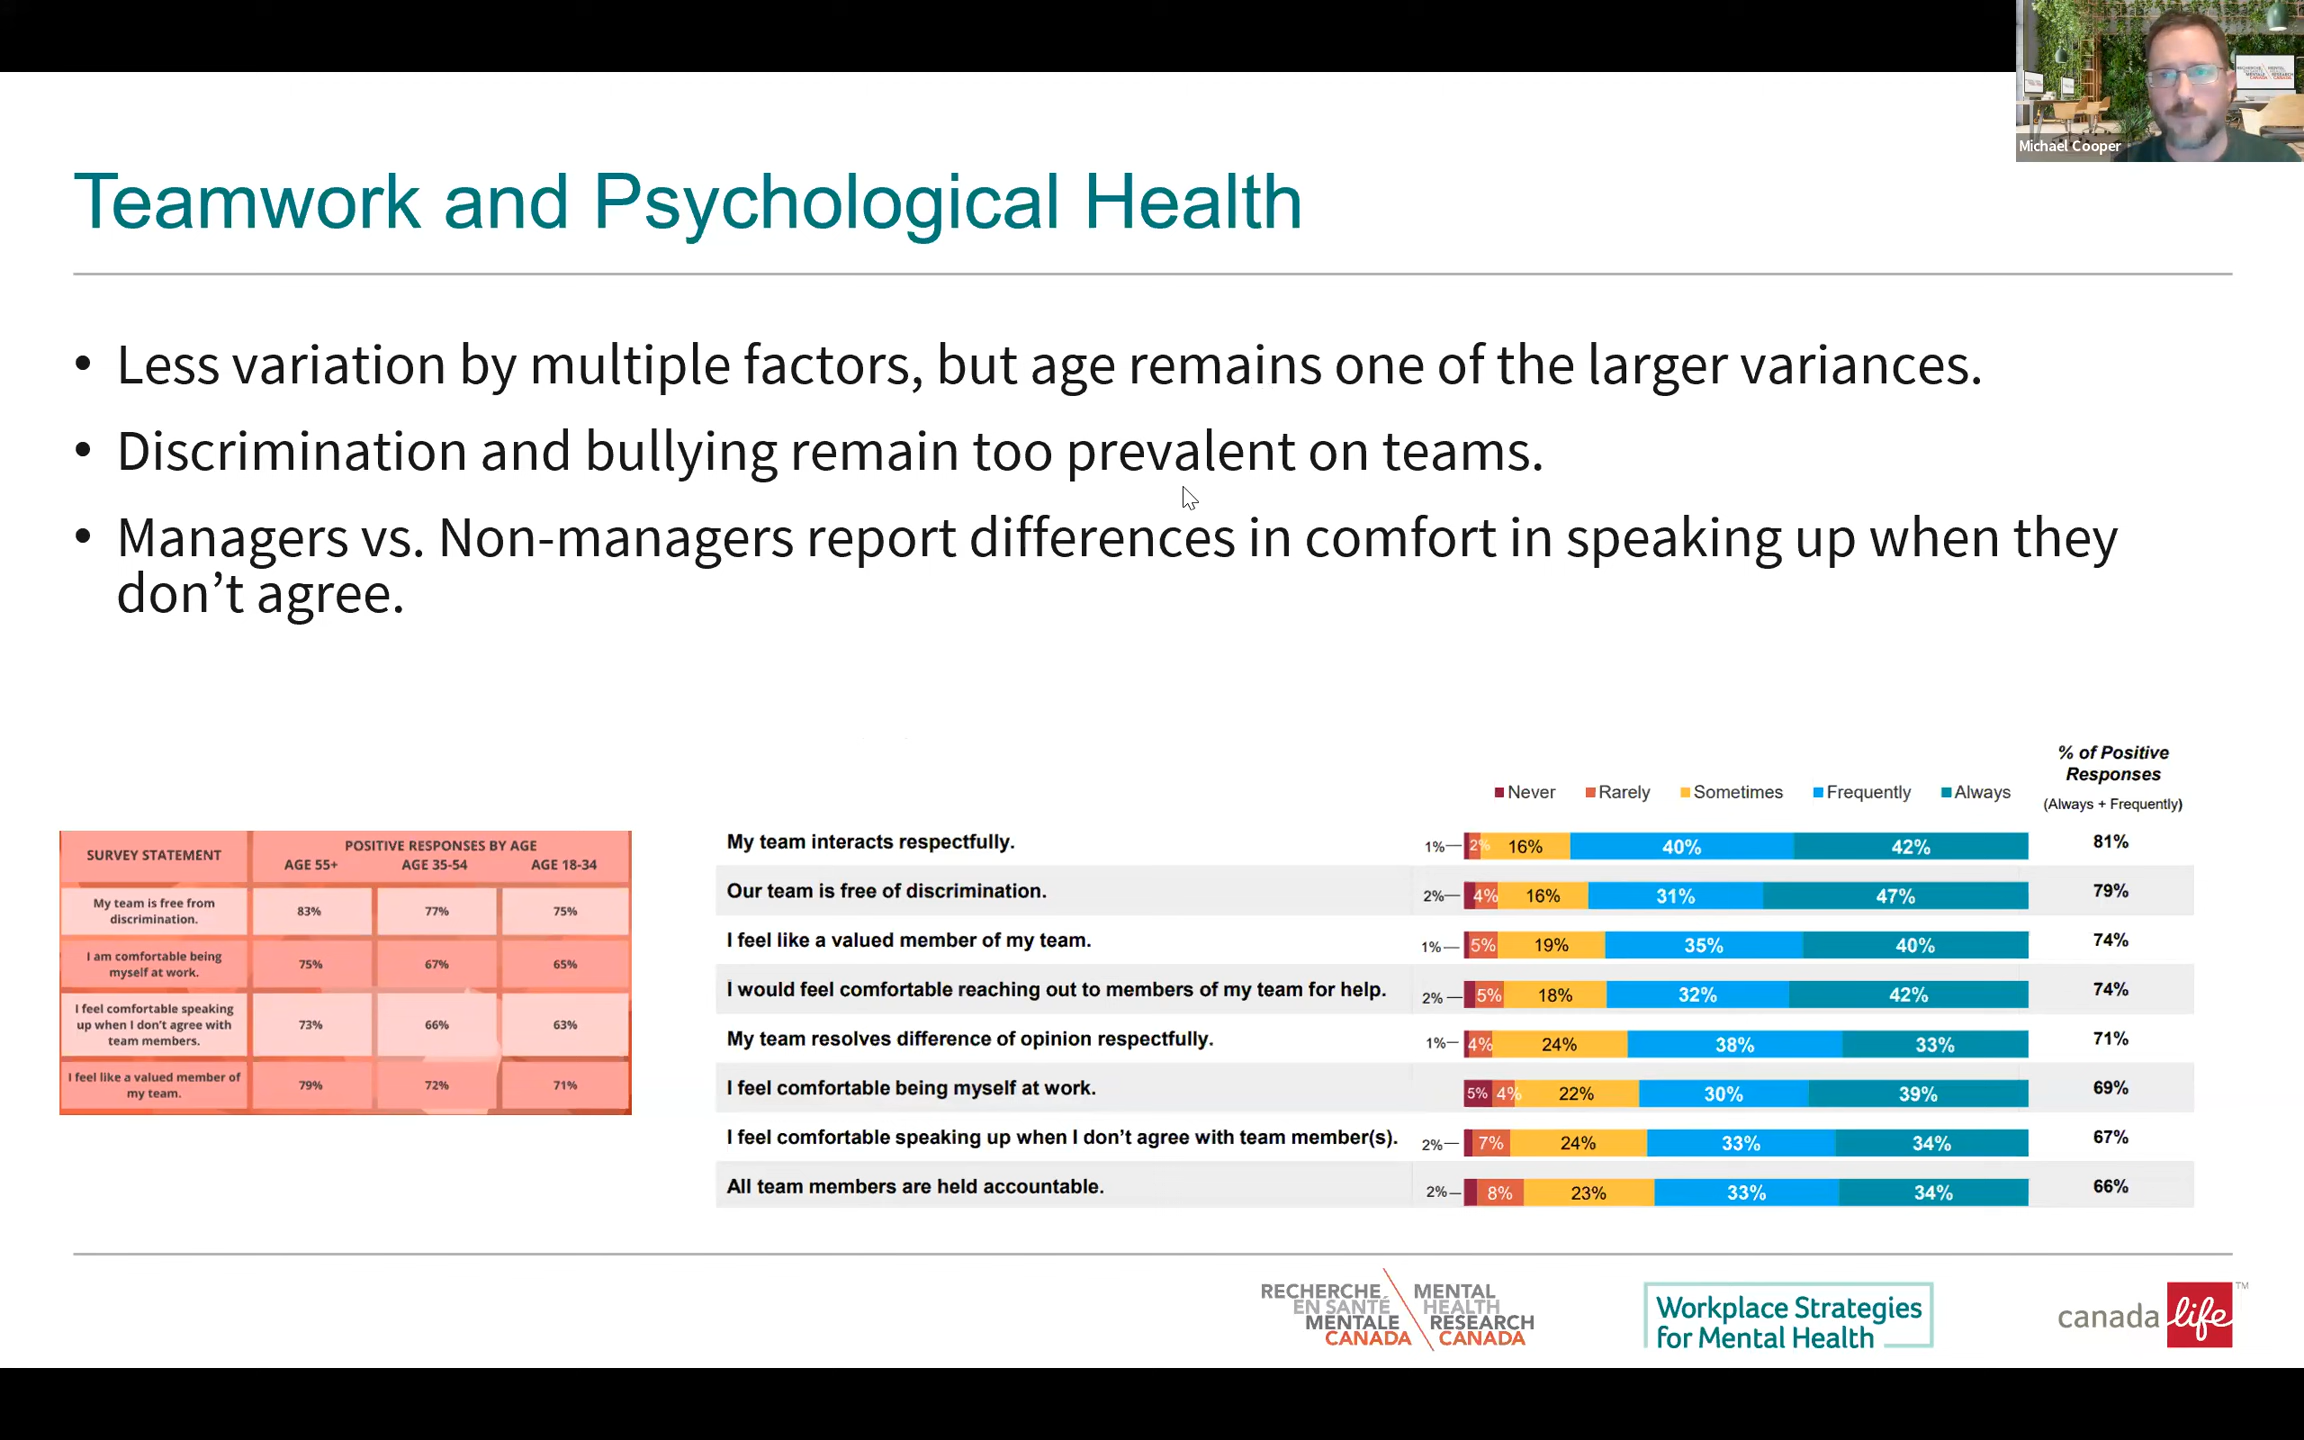 Michael Cooper
Teamwork and Psychological Health
• Less variation by multiple factors, but age remains one of the larger variances.
• Discrimination and bullying remain too prevalent on teams.
• Managers vs. Non-managers report differences in comfort in speaking up when they
don’t agree.
SURVEY STATEMENT
POSITIVE RESPONSES BY AGE
AGE 55+ AGE 35-54 AGE 18-34
My team is free from
discrimination.
83% 77% 75%
I am comfortable being
myself at work.
75% 67% 65%
I feel comfortable speaking
up when I don’t agree with
team members.
73% 66% 63%
I feel like a valued member of
my team.
79% 72% 71%
% of Positive
Responses
(Always + Frequently)
Never Rarely Sometimes Frequently Always
My team interacts respectfully. 1% 2% 16% 40% 42% 81%
Our team is free of discrimination. 2% 4% 16% 31% 47% 79%
I feel like a valued member of my team. 1% 5% 19% 35% 40% 74%
I would feel comfortable reaching out to members of my team for help. 2% 5% 18% 32% 42% 74%
My team resolves difference of opinion respectfully. 1% 4% 24% 38% 33% 71%
I feel comfortable being myself at work. 5% 4% 22% 30% 39% 69%
I feel comfortable speaking up when I don’t agree with team member(s). 2% 7% 24% 33% 34% 67%
All team members are held accountable. 2% 8% 23% 33% 34% 66%
RECHERCHE
EN SANTÉ
MENTALE
CANADA
MENTAL
HEALTH
RESEARCH
CANADA
Workplace Strategies
for Mental Health
canada life™